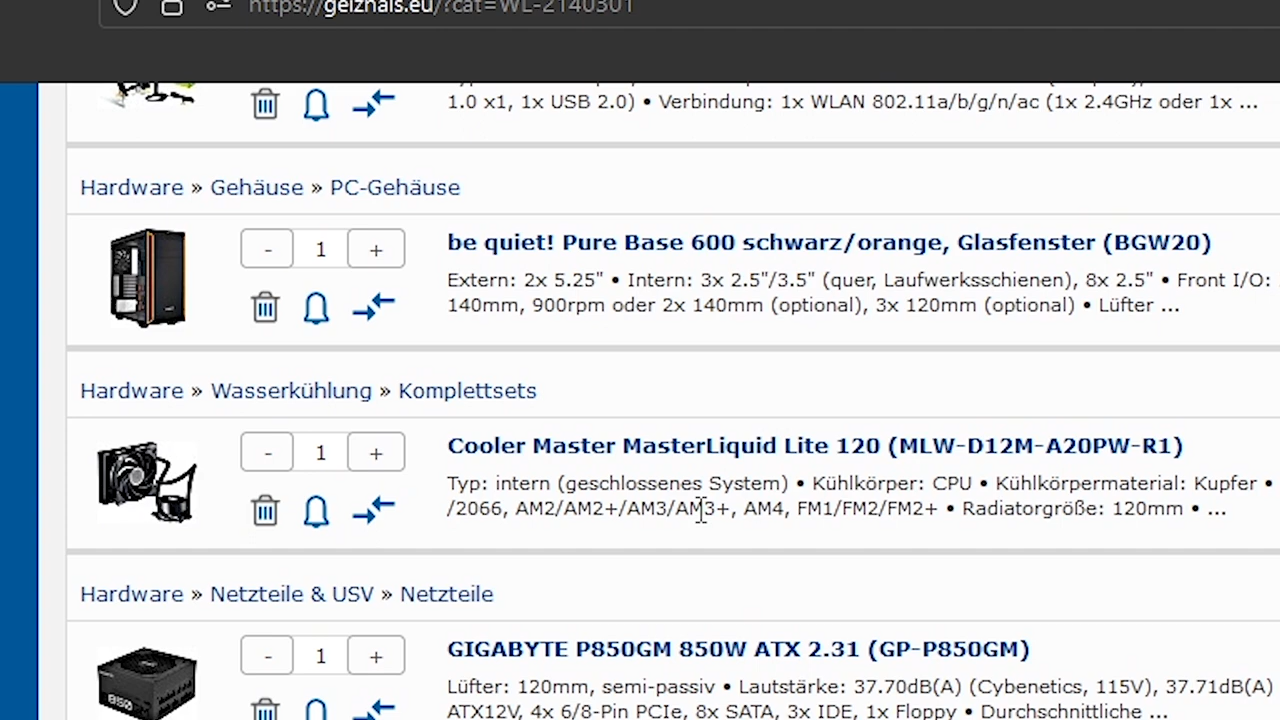 https://geizhals.eu/?cat=WL-2140301
1.0 x1, 1x USB 2.0) • Verbindung: 1x WLAN 802.11a/b/g/n/ac (1x 2.4GHz oder 1x ...
Hardware » Gehäuse » PC-Gehäuse
- 1 +
be quiet! Pure Base 600 schwarz/orange, Glasfenster (BGW20)
Extern: 2x 5.25" • Intern: 3x 2.5"/3.5" (quer, Laufwerksschienen), 8x 2.5" • Front I/O:
140mm, 900rpm oder 2x 140mm (optional), 3x 120mm (optional) • Lüfter ...
Hardware » Wasserkühlung » Komplettsets
- 1 +
Cooler Master MasterLiquid Lite 120 (MLW-D12M-A20PW-R1)
Typ: intern (geschlossenes System) • Kühlkörper: CPU • Kühlkörpermaterial: Kupfer •
/2066, AM2/AM2+/AM3/AM3+, AM4, FM1/FM2/FM2+ • Radiatorgröße: 120mm • ...
Hardware » Netzteile & USV » Netzteile
- 1 +
GIGABYTE P850GM 850W ATX 2.31 (GP-P850GM)
Lüfter: 120mm, semi-passiv • Lautstärke: 37.70dB(A) (Cybenetics, 115V), 37.71dB(A)
ATX12V, 4x 6/8-Pin PCIe, 8x SATA, 3x IDE, 1x Floppy • Durchschnittliche ...